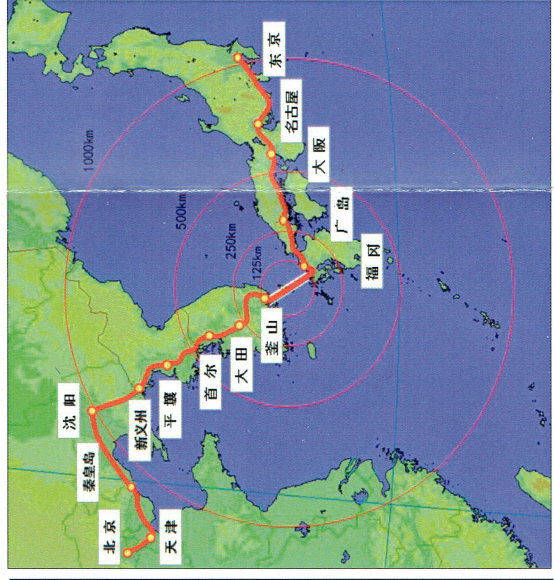 东京
名古屋
大阪
广岛
福冈
1000km
500km
250km
125km
釜山
大田
首尔
平壤
新义州
沈阳
秦皇岛
天津
北京